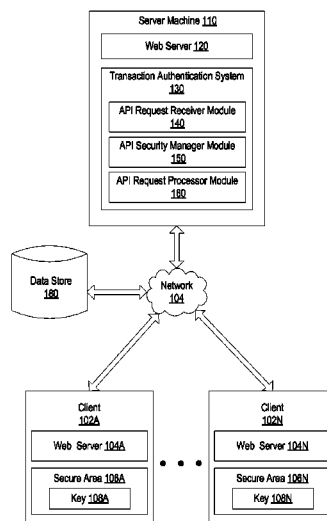 Server Machine 110
Web Server 120
Transaction Authentication System
130
API Request Receiver Module
140
API Security Manager Module
150
API Request Processor Module
160
Data Store
180
Network
104
Client
102A
Web Server 104A
Secure Area 106A
Key 108A
Client
102N
Web Server 104N
Secure Area 106N
Key 108N